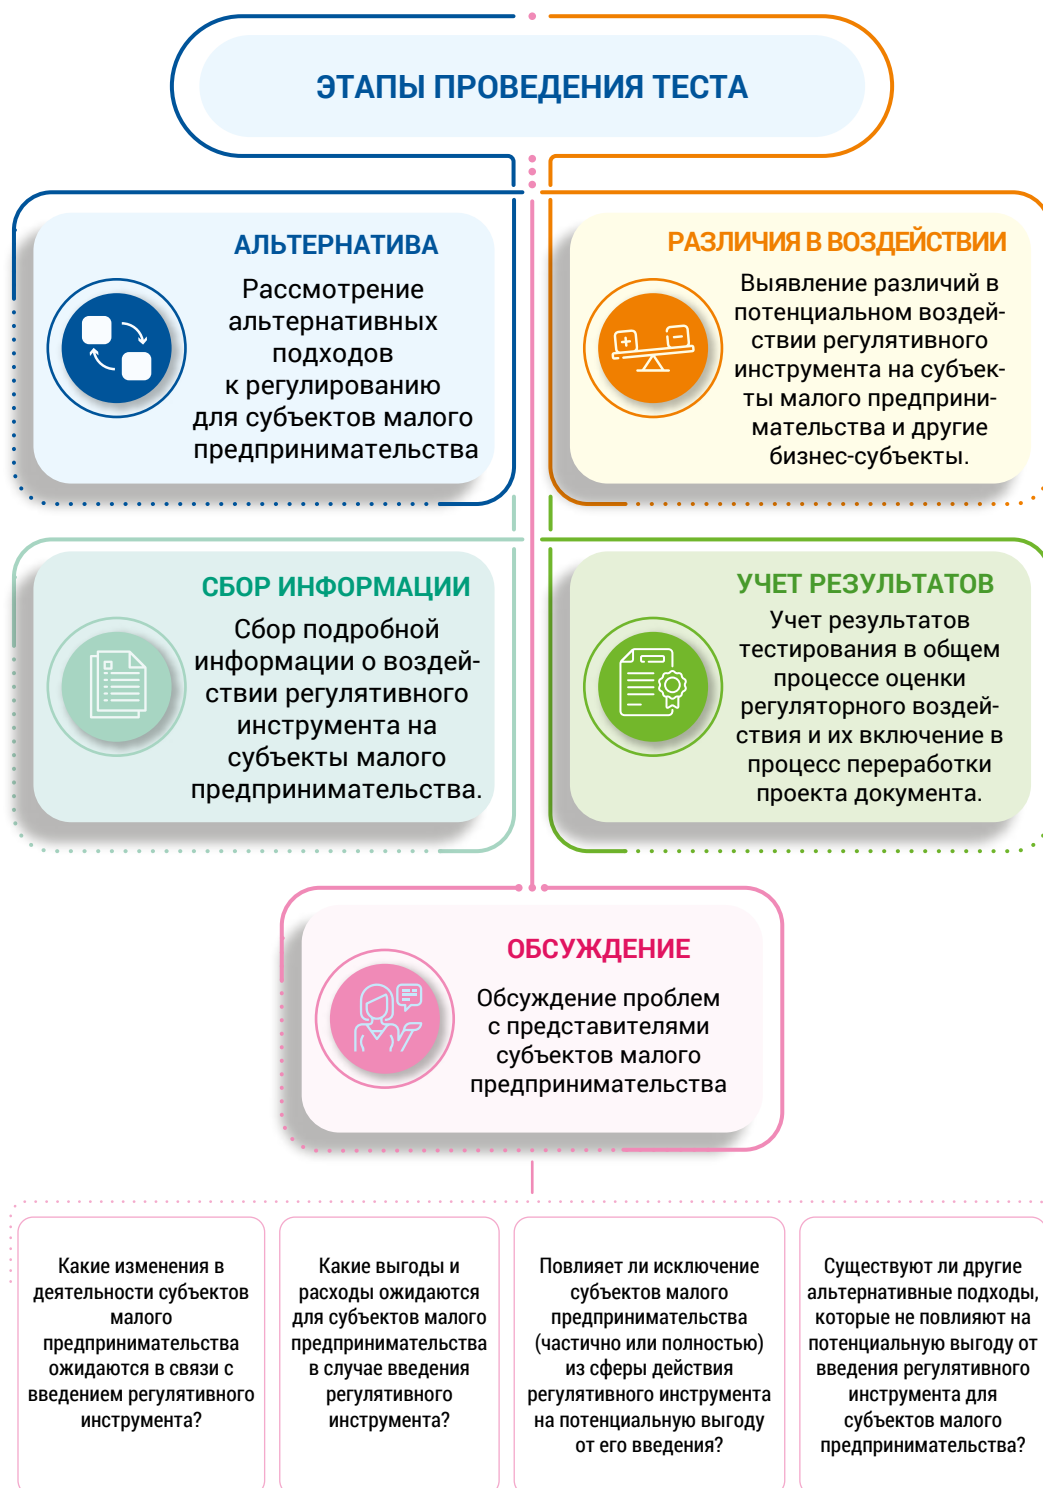 ЭТАПЫ ПРОВЕДЕНИЯ ТЕСТА
АЛЬТЕРНАТИВА
Рассмотрение
альтернативных
подходов
к регулированию
для субъектов малого
предпринимательства
РАЗЛИЧИЯ В ВОЗДЕЙСТВИИ
Выявление различий в
потенциальном воздей-
ствии регулятивного
инструмента на субъек-
ты малого предприни-
мательства и другие
бизнес-субъекты.
СБОР ИНФОРМАЦИИ
Сбор подробной
информации о воздей-
ствии регулятивного
инструмента на
субъекты малого
предпринимательства.
УЧЕТ РЕЗУЛЬТАТОВ
Учет результатов
тестирования в общем
процессе оценки
регуляторного воздей-
ствия и их включение в
процесс переработки
проекта документа.
ОБСУЖДЕНИЕ
Обсуждение проблем
с представителями
субъектов малого
предпринимательства
Какие изменения в
деятельности субъектов
малого
предпринимательства
ожидаются в связи с
введением регулятивного
инструмента?
Какие выгоды и
расходы ожидаются
для субъектов малого
предпринимательства
в случае введения
регулятивного
инструмента?
Повлияет ли исключение
субъектов малого
предпринимательства
(частично или полностью)
из сферы действия
регулятивного инструмента
на потенциальную выгоду
от его введения?
Существуют ли другие
альтернативные подходы,
которые не повлияют на
потенциальную выгоду от
введения регулятивного
инструмента для
субъектов малого
предпринимательства?